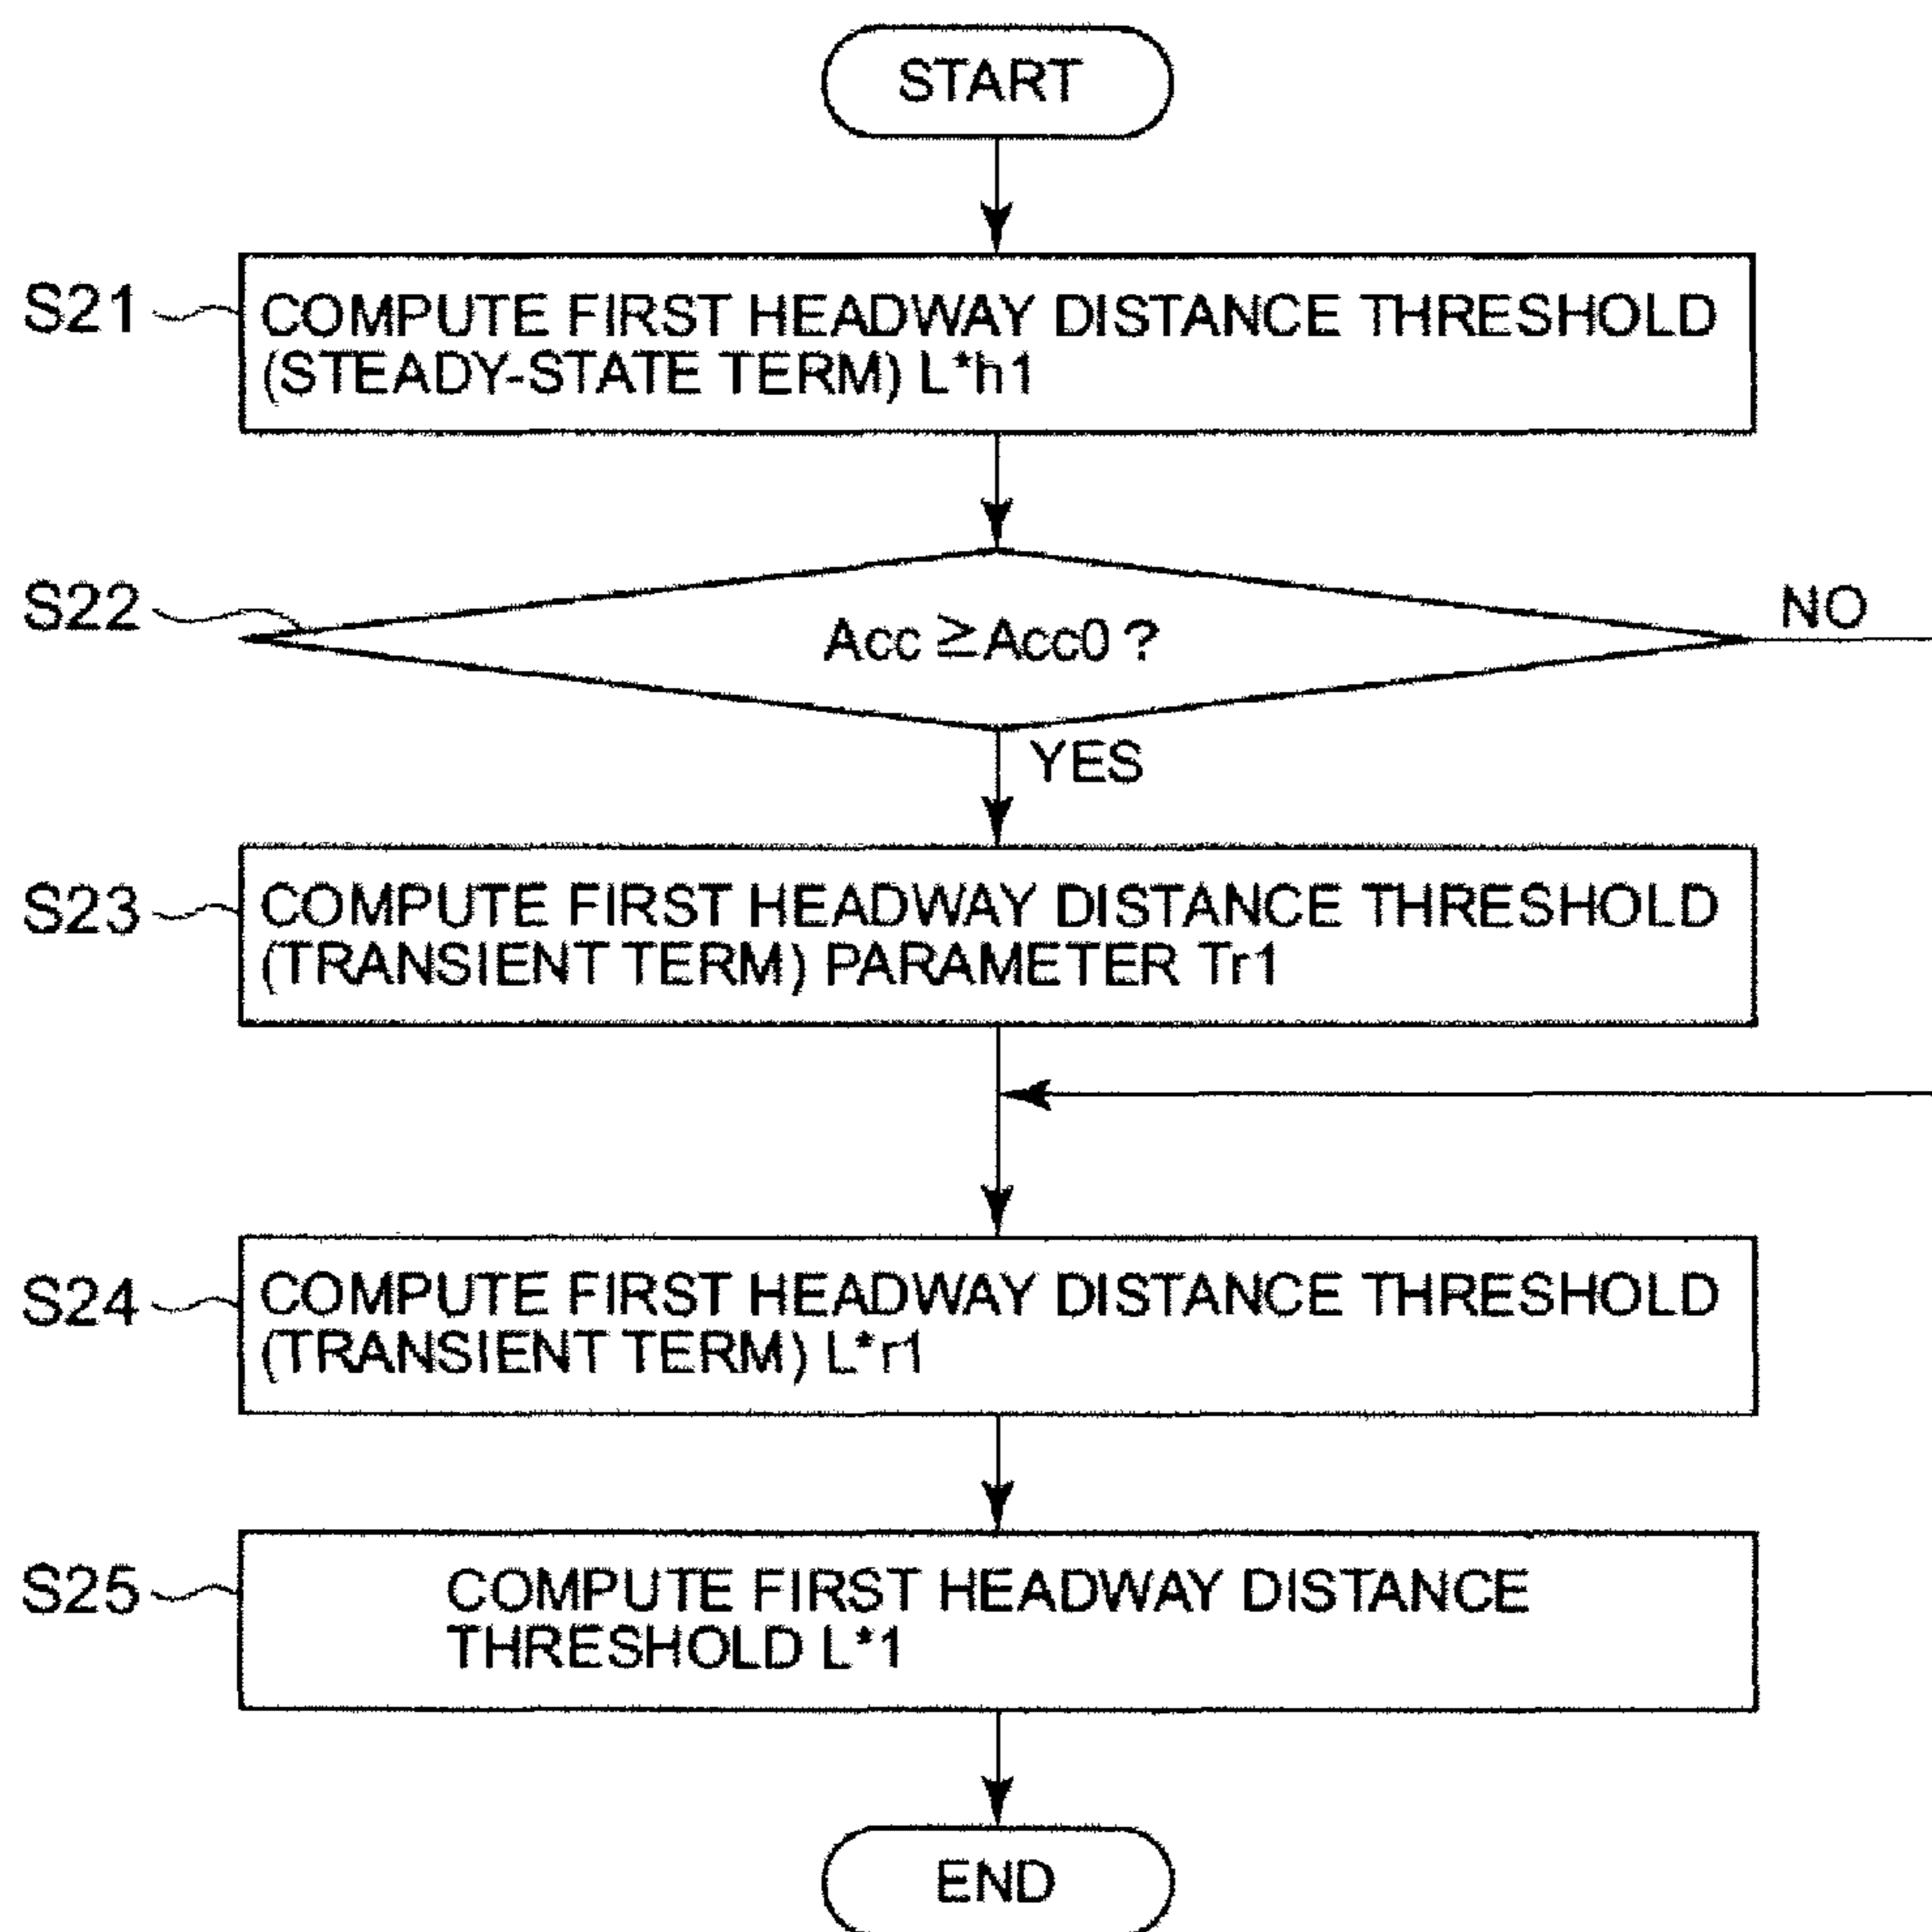 START
S21
COMPUTE FIRST HEADWAY DISTANCE THRESHOLD
(STEADY-STATE TERM) L*h1
S22
Acc ≧Acc0 ?
NO
YES
S23
COMPUTE FIRST HEADWAY DISTANCE THRESHOLD
(TRANSIENT TERM) PARAMETER Tr1
S24
COMPUTE FIRST HEADWAY DISTANCE THRESHOLD
(TRANSIENT TERM) L*r1
S25
COMPUTE FIRST HEADWAY DISTANCE
THRESHOLD L*1
END